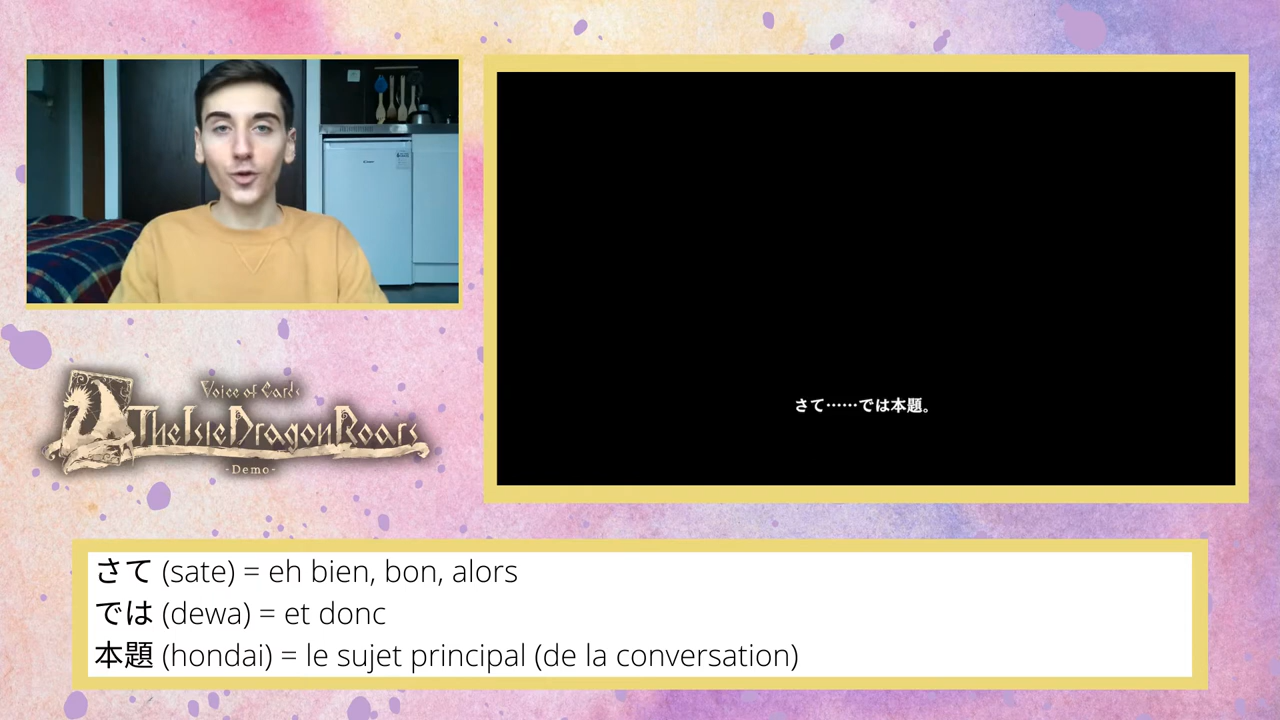 Voice of Cards
The Isle Dragon Roars
-Demo-
さて……では本題。
さて (sate) = eh bien, bon, alors
では (dewa) = et donc
本題 (hondai) = le sujet principal (de la conversation)